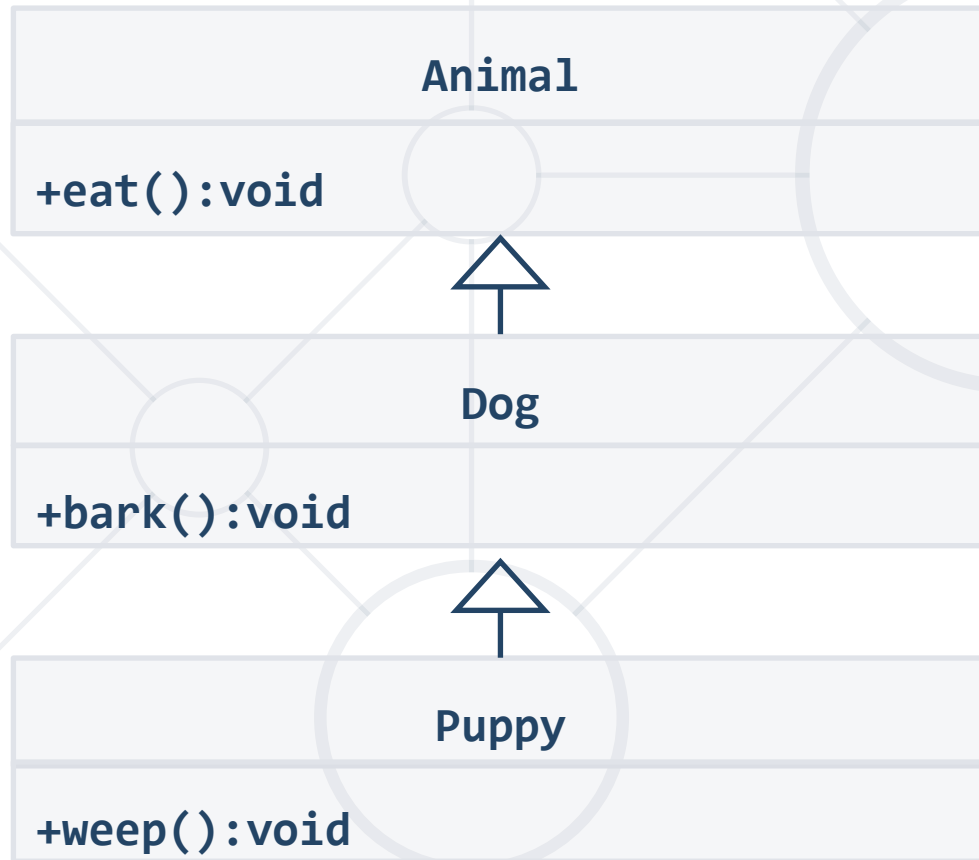 Animal
+eat():void
Dog
+bark():void
Puppy
+weep():void